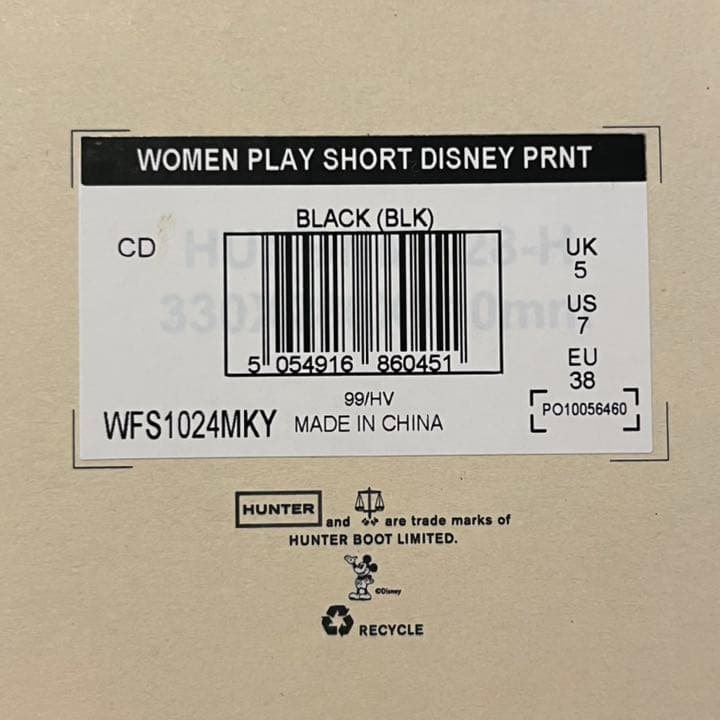 WOMEN PLAY SHORT DISNEY PRNT
CD
BLACK (BLK)
5 054916 860451
99/HV
WFS1024MKY MADE IN CHINA
UK
5
US
7
EU
38
PO10056460
HUNTER and are trade marks of
HUNTER BOOT LIMITED.
©Disney
RECYCLE